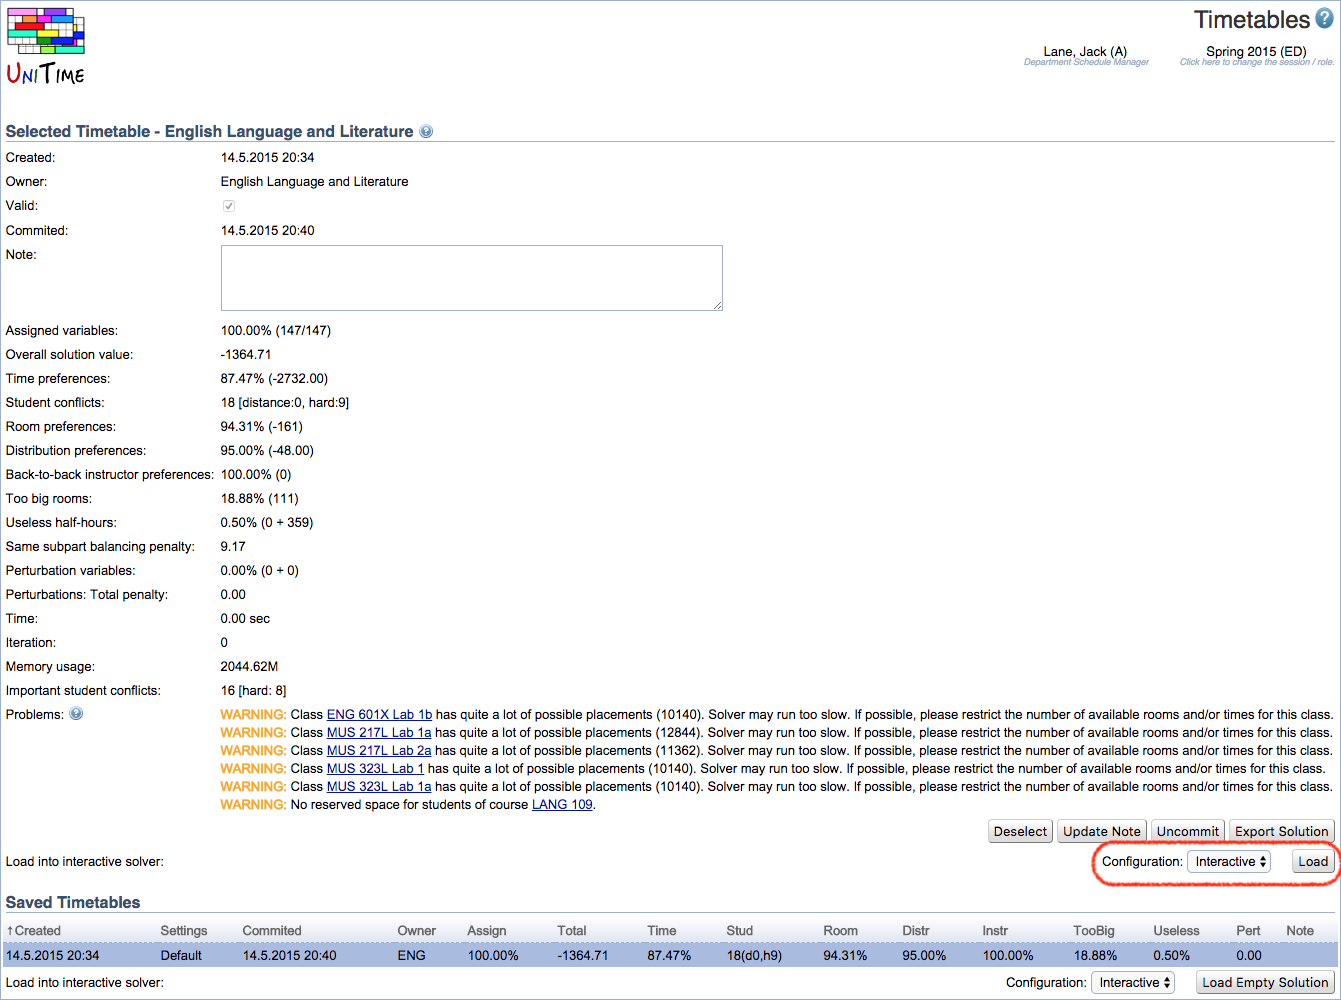 Timetables
UNITIME
Lane, Jack (A)
Department Schedule Manager
Spring 2015 (ED)
Click here to change the session / role.
Selected Timetable - English Language and Literature
Created: 14.5.2015 20:34
Owner: English Language and Literature
Valid:
Commited: 14.5.2015 20:40
Note:
Assigned variables: 100.00% (147/147)
Overall solution value: -1364.71
Time preferences: 87.47% (-2732.00)
Student conflicts: 18 [distance:0, hard:9]
Room preferences: 94.31% (-161)
Distribution preferences: 95.00% (-48.00)
Back-to-back instructor preferences: 100.00% (0)
Too big rooms: 18.88% (111)
Useless half-hours: 0.50% (0 + 359)
Same subpart balancing penalty: 9.17
Perturbation variables: 0.00% (0 + 0)
Perturbations: Total penalty: 0.00
Time: 0.00 sec
Iteration: 0
Memory usage: 2044.62M
Important student conflicts: 16 [hard: 8]
Problems: WARNING: Class ENG 601X Lab 1b has quite a lot of possible placements (10140). Solver may run too slow. If possible, please restrict the number of available rooms and/or times for this class.
WARNING: Class MUS 217L Lab 1a has quite a lot of possible placements (12844). Solver may run too slow. If possible, please restrict the number of available rooms and/or times for this class.
WARNING: Class MUS 217L Lab 2a has quite a lot of possible placements (11362). Solver may run too slow. If possible, please restrict the number of available rooms and/or times for this class.
WARNING: Class MUS 323L Lab 1 has quite a lot of possible placements (10140). Solver may run too slow. If possible, please restrict the number of available rooms and/or times for this class.
WARNING: Class MUS 323L Lab 1a has quite a lot of possible placements (10140). Solver may run too slow. If possible, please restrict the number of available rooms and/or times for this class.
WARNING: No reserved space for students of course LANG 109.
Deselect Update Note Uncommit Export Solution
Load into interactive solver: Configuration: Interactive Load
Saved Timetables
↑Created Settings Commited Owner Assign Total Time Stud Room Distr Instr TooBig Useless Pert Note
14.5.2015 20:34 Default 14.5.2015 20:40 ENG 100.00% -1364.71 87.47% 18(d0,h9) 94.31% 95.00% 100.00% 18.88% 0.50% 0.00
Load into interactive solver: Configuration: Interactive Load Empty Solution